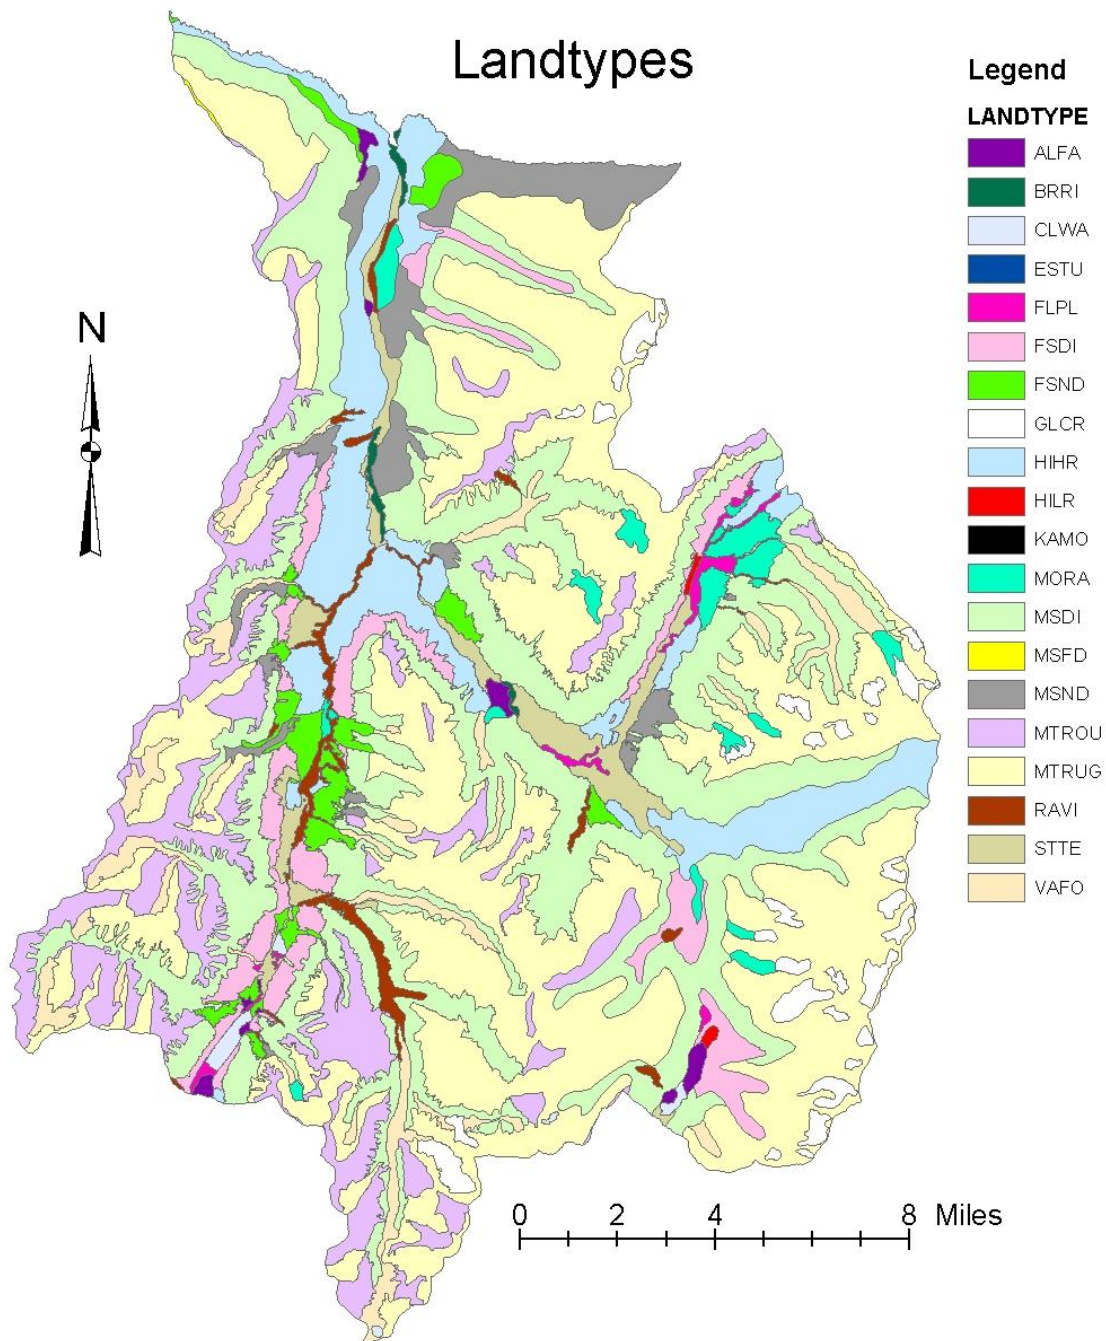 Landtypes
Legend
LANDTYPE
ALFA
BRRI
CLWA
ESTU
FLPL
FSDI
FSND
GLCR
HIHR
HILR
KAMO
MORA
MSDI
MSFD
MSND
MTROU
MTRUG
RAVI
STTE
VAFO
N
0 2 4 8 Miles